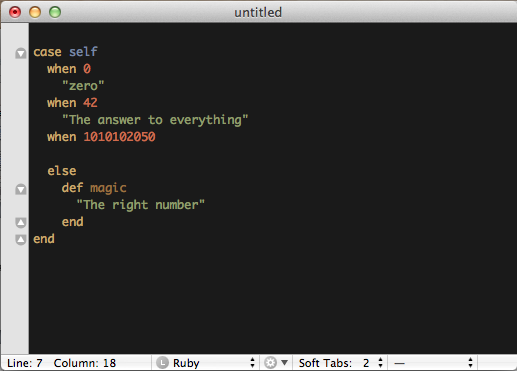 untitled
case self
when 0
"zero"
when 42
"The answer to everything"
when 1010102050
else
def magic
"The right number"
end
end
Line: 7 Column: 18 L Ruby Soft Tabs: 2 —